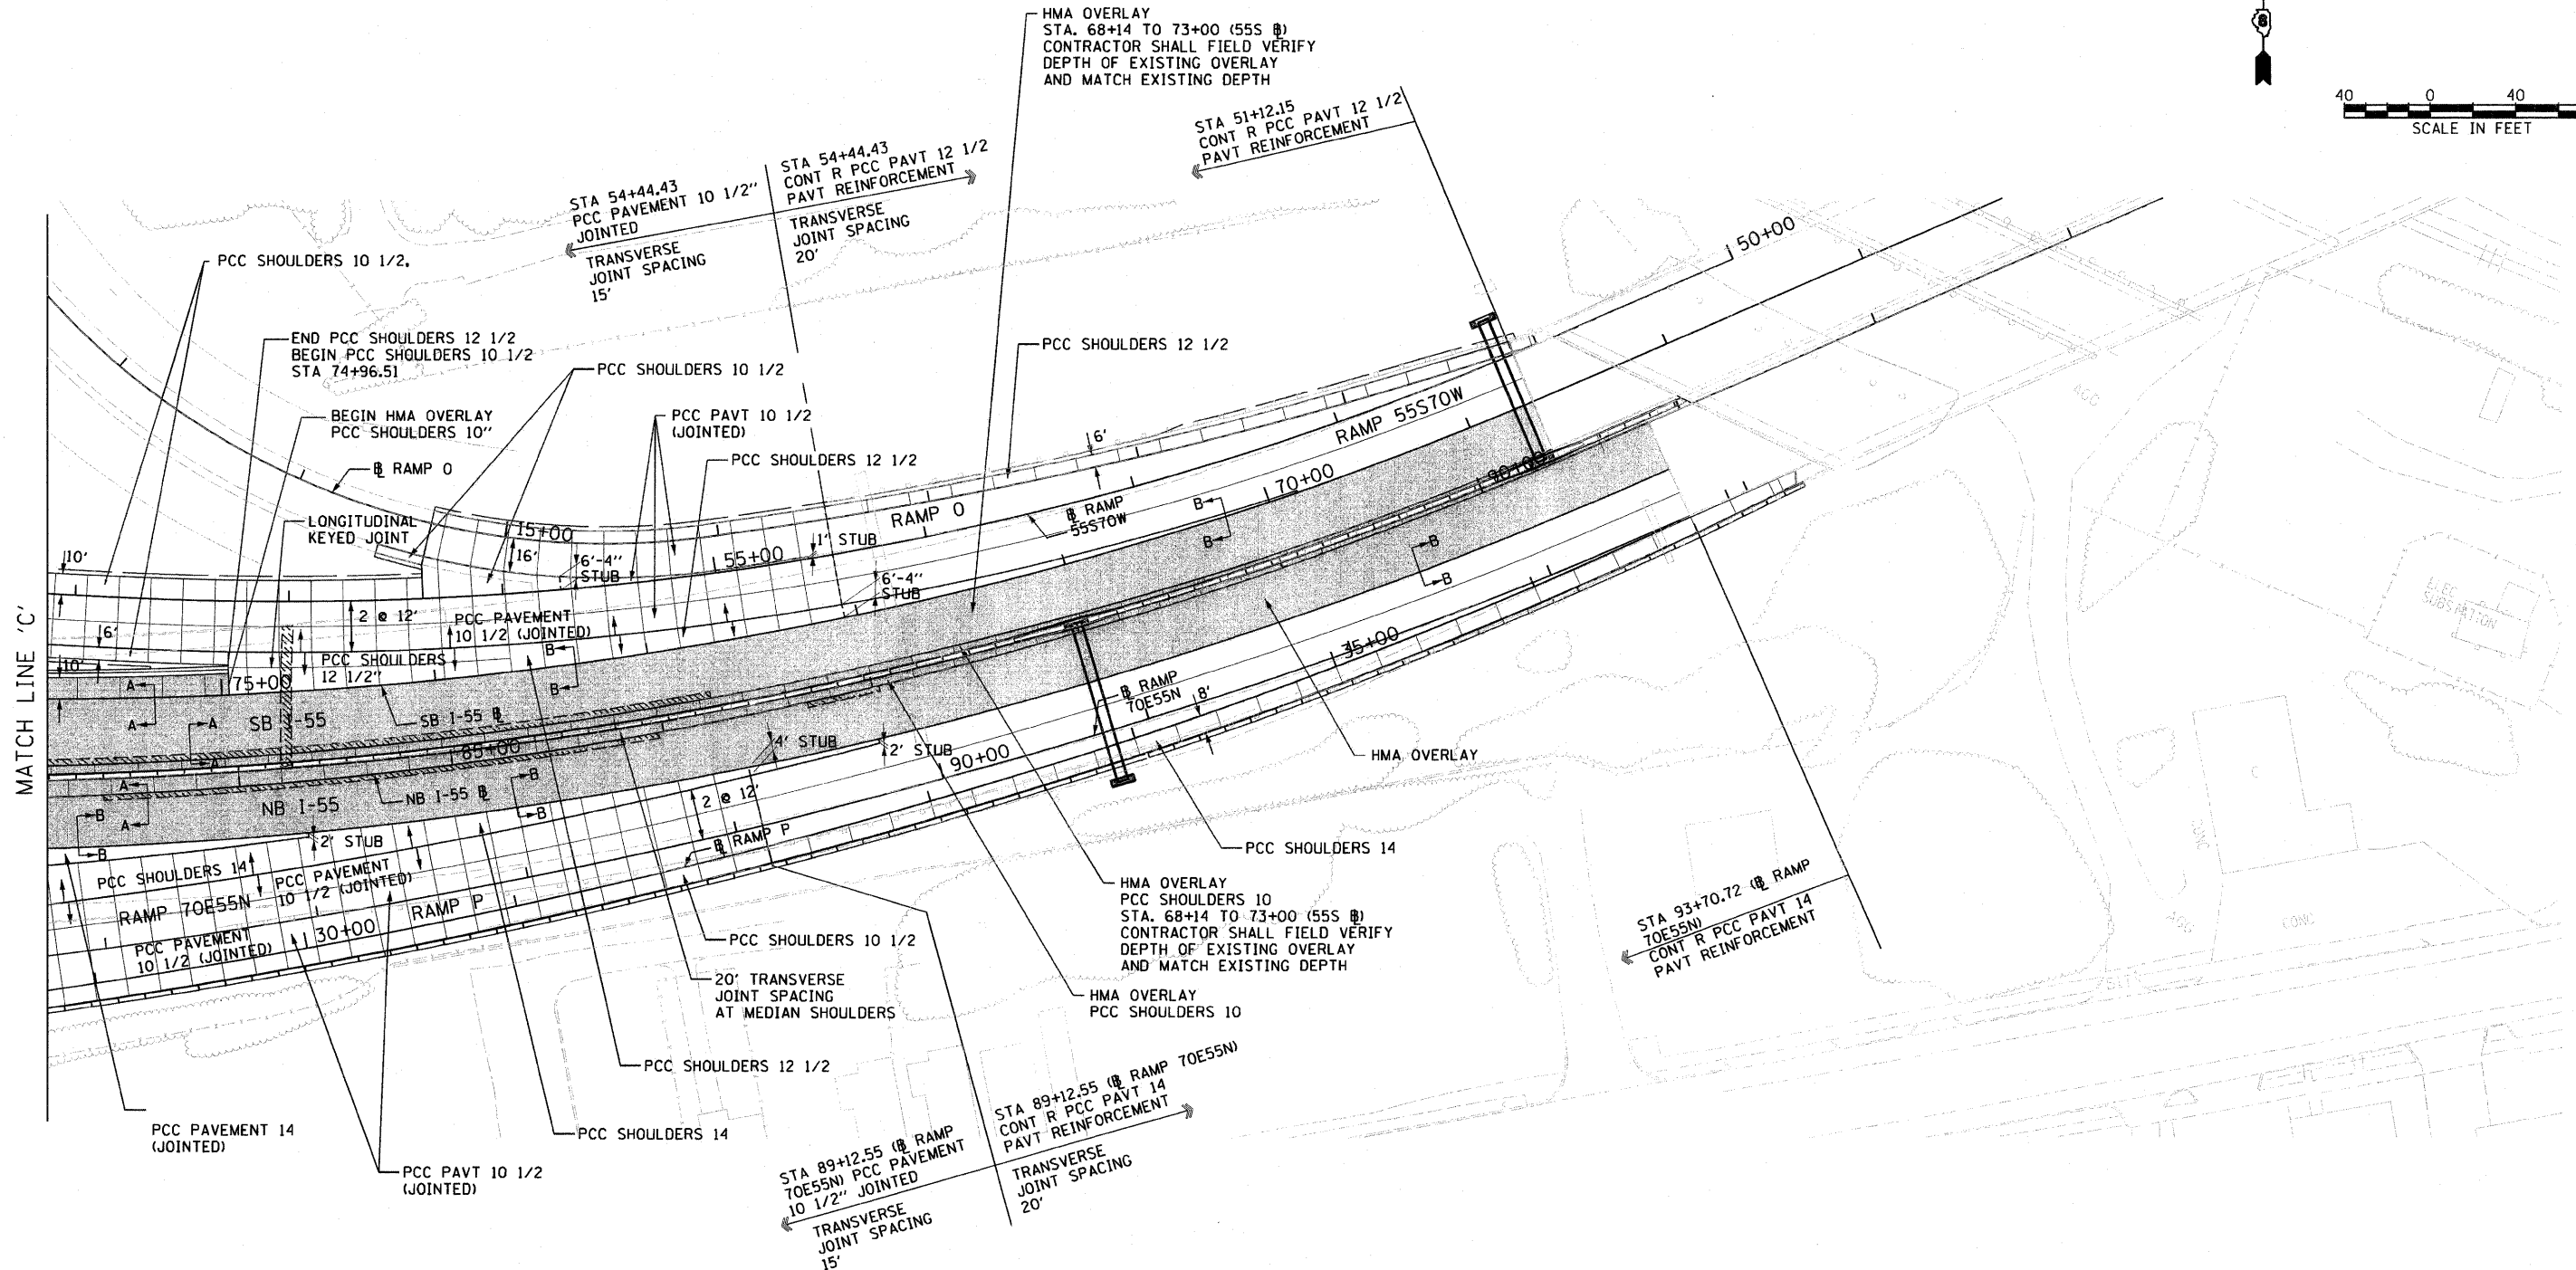 HMA OVERLAY
STA. 68+14 TO 73+00 (55S ℄)
CONTRACTOR SHALL FIELD VERIFY
DEPTH OF EXISTING OVERLAY
AND MATCH EXISTING DEPTH
40 0 40
SCALE IN FEET
STA 51+12.15
CONT R PCC PAVT 12 1/2
PAVT REINFORCEMENT
STA 54+44.43
PCC PAVEMENT 10 1/2"
JOINTED
TRANSVERSE
JOINT SPACING
15'
STA 54+44.43
CONT R PCC PAVT 12 1/2
PAVT REINFORCEMENT
TRANSVERSE
JOINT SPACING
20'
50+00
PCC SHOULDERS 10 1/2.
END PCC SHOULDERS 12 1/2
BEGIN PCC SHOULDERS 10 1/2
STA 74+96.51
PCC SHOULDERS 12 1/2
PCC SHOULDERS 10 1/2
BEGIN HMA OVERLAY
PCC SHOULDERS 10"
PCC PAVT 10 1/2
(JOINTED)
PCC SHOULDERS 12 1/2
6'
RAMP 55S70W
℄ RAMP O
70+00
90+00
LONGITUDINAL
KEYED JOINT
15+00
16'
RAMP O
℄ RAMP
55S70W
B
B
1' STUB
55+00
6'-4"
STUB
6'-4"
STUB
B
B
10'
2 @ 12'
PCC PAVEMENT
10 1/2 (JOINTED)
6'
10'
PCC SHOULDERS
12 1/2"
75+00
B
B
A
A
A
A
SB I-55
SB I-55 ℄
MATCH LINE 'C'
85+00
A
A
NB I-55
NB I-55 ℄
B
B
B
B
4' STUB
2' STUB
90+00
℄ RAMP
70E55N
8'
35+00
HMA OVERLAY
2' STUB
2 @ 12'
℄ RAMP P
PCC SHOULDERS 14
PCC PAVEMENT
10 1/2 (JOINTED)
RAMP 70E55N
RAMP P
30+00
PCC PAVEMENT
10 1/2 (JOINTED)
PCC SHOULDERS 14
HMA OVERLAY
PCC SHOULDERS 10
STA. 68+14 TO 73+00 (55S ℄)
CONTRACTOR SHALL FIELD VERIFY
DEPTH OF EXISTING OVERLAY
AND MATCH EXISTING DEPTH
STA 93+70.72 (℄ RAMP
70E55N)
CONT R PCC PAVT 14
PAVT REINFORCEMENT
PCC SHOULDERS 10 1/2
20' TRANSVERSE
JOINT SPACING
AT MEDIAN SHOULDERS
HMA OVERLAY
PCC SHOULDERS 10
PCC SHOULDERS 12 1/2
PCC PAVEMENT 14
(JOINTED)
PCC SHOULDERS 14
PCC PAVT 10 1/2
(JOINTED)
STA 89+12.55 (℄ RAMP
70E55N) PCC PAVEMENT
10 1/2" JOINTED
TRANSVERSE
JOINT SPACING
15'
STA 89+12.55 (℄ RAMP 70E55N)
CONT R PCC PAVT 14
PAVT REINFORCEMENT
TRANSVERSE
JOINT SPACING
20'
CONC